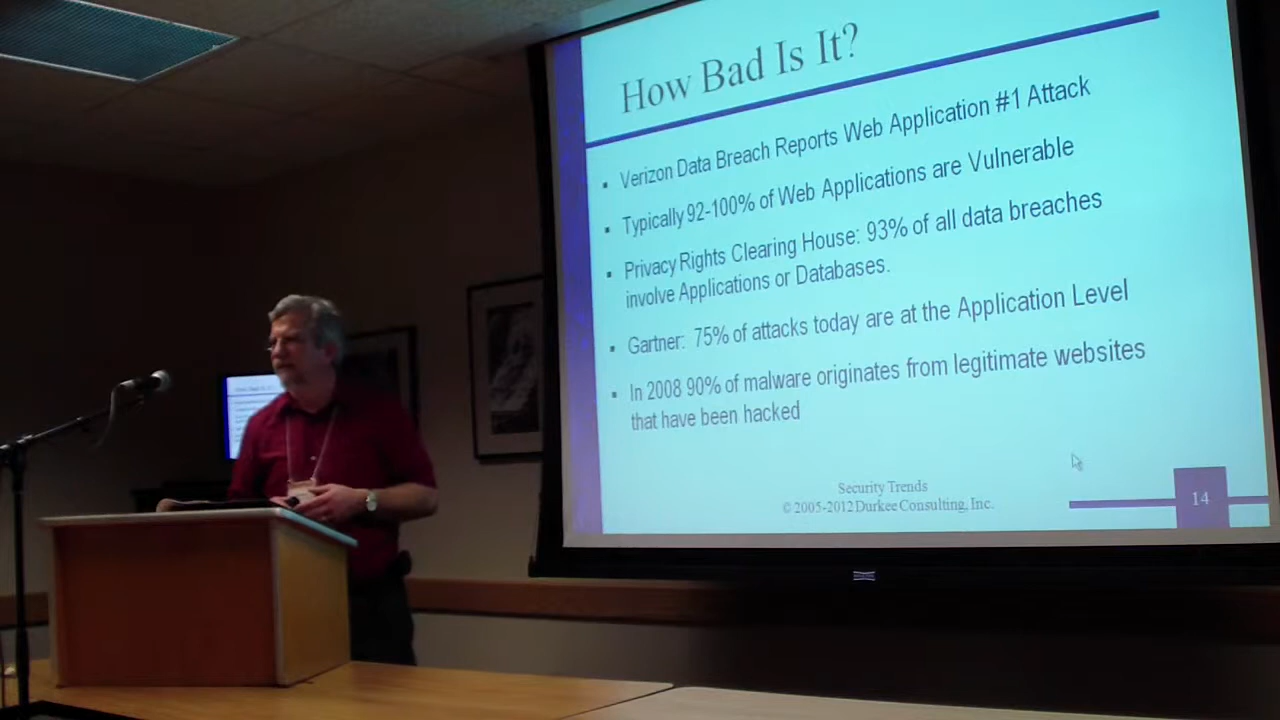 How Bad Is It?
▪ Verizon Data Breach Reports Web Application #1 Attack
▪ Typically 92-100% of Web Applications are Vulnerable
▪ Privacy Rights Clearing House: 93% of all data breaches
involve Applications or Databases.
▪ Gartner: 75% of attacks today are at the Application Level
▪ In 2008 90% of malware originates from legitimate websites
that have been hacked
Security Trends
© 2005-2012 Durkee Consulting, Inc.
14